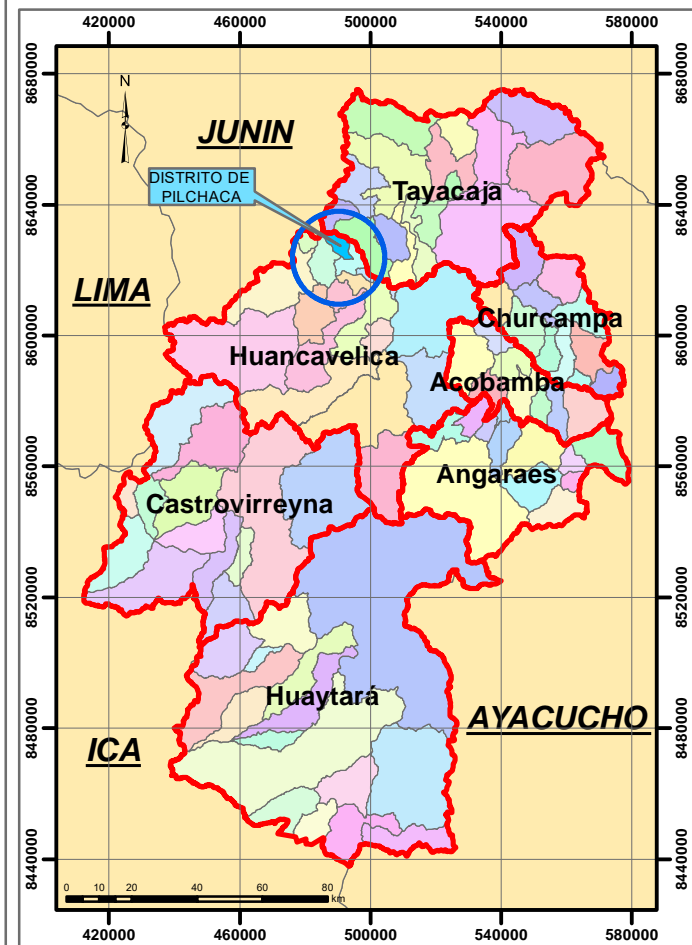 420000 460000 500000 540000 580000
8680000 8680000
N
JUNIN
DISTRITO DE
PILCHACA
Tayacaja
8640000 8640000
LIMA
Churcampa
8600000 8600000
Huancavelica
Acobamba
8560000 8560000
Angaraes
Castrovirreyna
8520000 8520000
Huaytará
AYACUCHO
8480000 8480000
ICA
8440000 8440000
0 10 20 40 60 80
km
420000 460000 500000 540000 580000